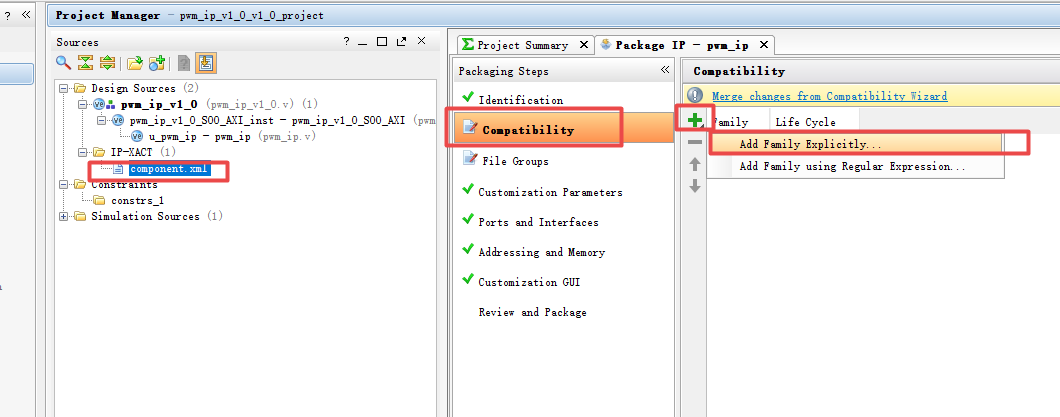 ? «
Project Manager - pwm_ip_v1_0_v1_0_project
Sources
?
Design Sources (2)
pwm_ip_v1_0 (pwm_ip_v1_0.v) (1)
pwm_ip_v1_0_S00_AXI_inst - pwm_ip_v1_0_S00_AXI (pwm
u_pwm_ip - pwm_ip (pwm_ip.v)
IP-XACT (1)
component.xml
Constraints
constrs_1
Simulation Sources (1)
Σ Project Summary
Package IP - pwm_ip
Packaging Steps «
Identification
Compatibility
File Groups
Customization Parameters
Ports and Interfaces
Addressing and Memory
Customization GUI
Review and Package
Compatibility
Merge changes from Compatibility Wizard
Family Life Cycle
Add Family Explicitly...
Add Family using Regular Expression...